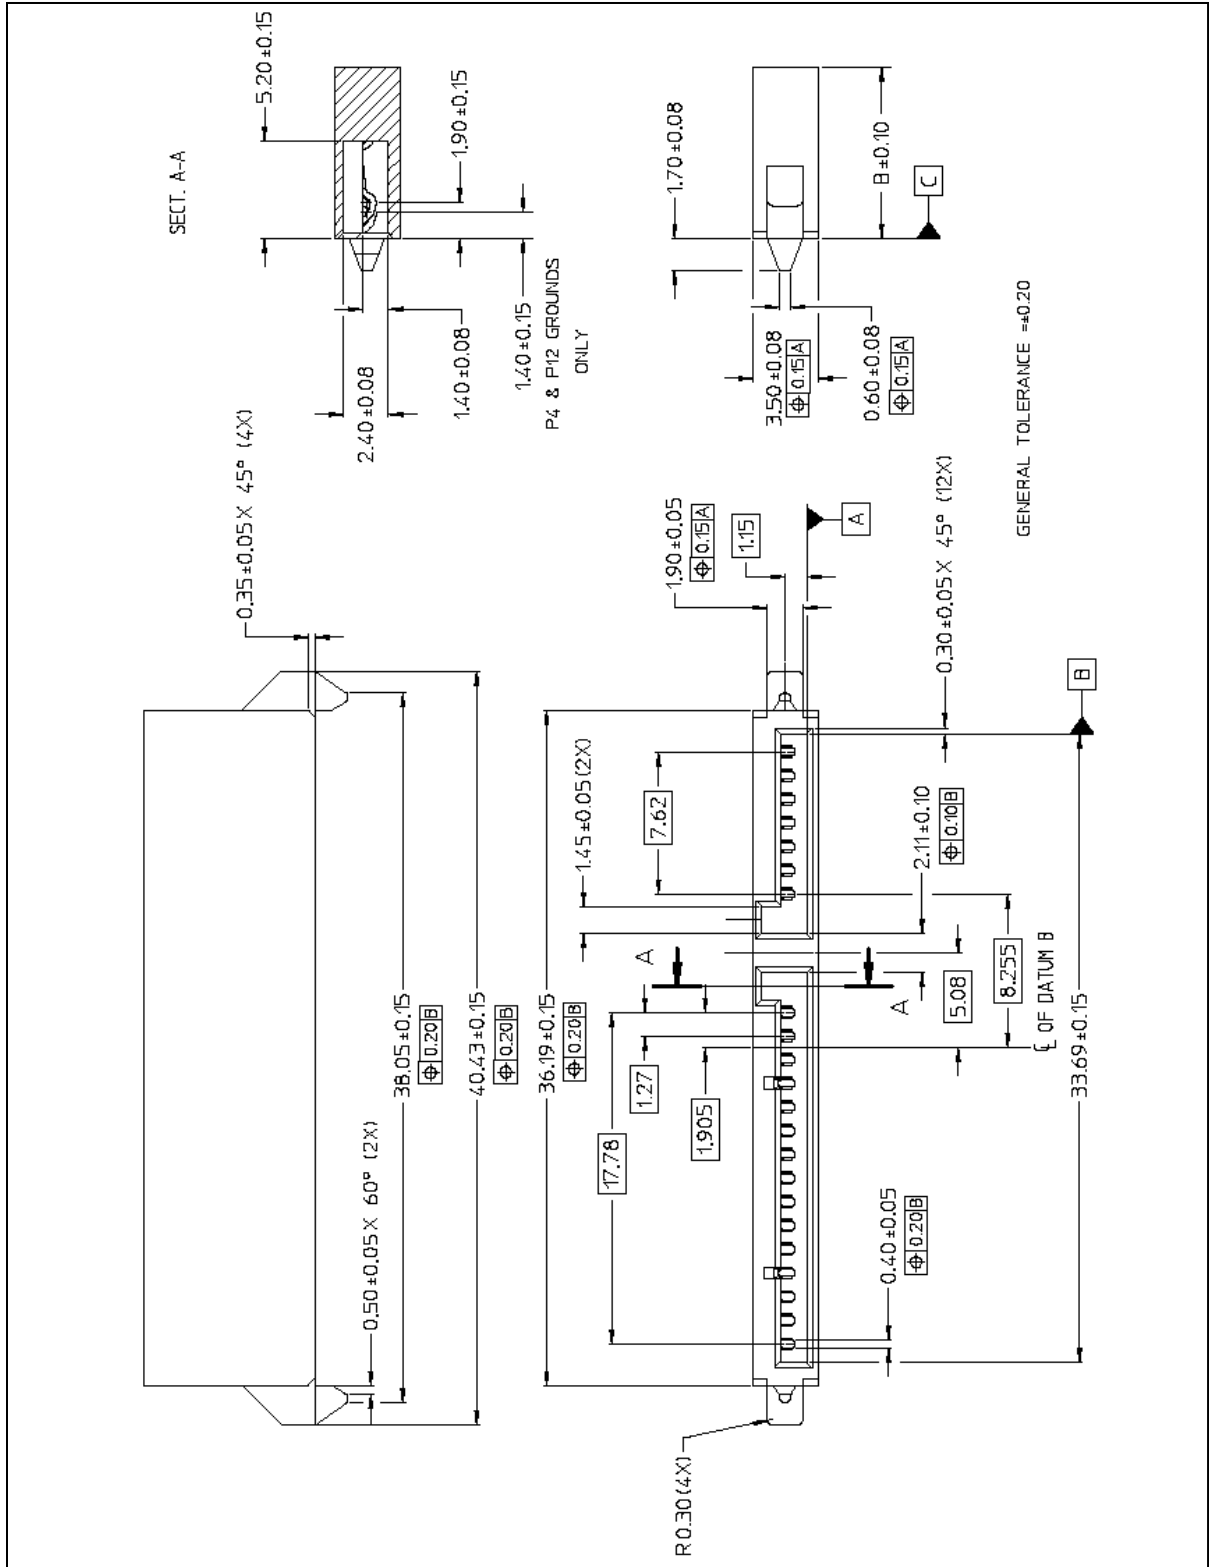 SECT. A-A
5.20±0.15
1.90±0.15
2.40±0.08
1.40±0.08
1.40±0.15
P4 & P12 GROUNDS
ONLY
1.70±0.08
B±0.10
C
3.50±0.08
⌖ 0.15 A
0.60±0.08
⌖ 0.15 A
GENERAL TOLERANCE =±0.20
0.35±0.05 X 45° (4X)
0.50±0.05 X 60° (2X)
38.05±0.15
⌖ 0.20 B
40.43±0.15
⌖ 0.20 B
36.19±0.15
⌖ 0.20 B
1.90±0.05
⌖ 0.15 A
1.15
A
0.30±0.05 X 45° (12X)
B
1.45±0.05 (2X)
7.62
2.11±0.10
⌖ 0.10 B
A
A
5.08
8.255
℄ OF DATUM B
33.69±0.15
1.27
1.905
17.78
0.40±0.05
⌖ 0.20 B
R0.30 (4X)